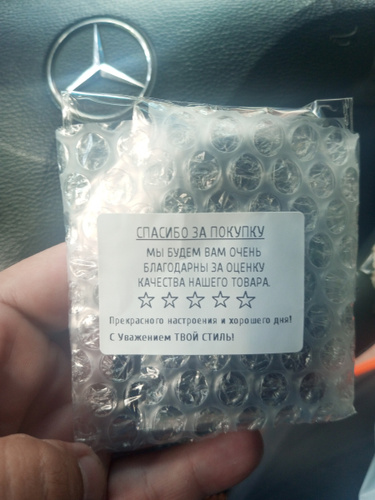 СПАСИБО ЗА ПОКУПКУ
МЫ БУДЕМ ВАМ ОЧЕНЬ
БЛАГОДАРНЫ ЗА ОЦЕНКУ
КАЧЕСТВА НАШЕГО ТОВАРА.
Прекрасного настроения и хорошего дня!
С Уважением ТВОЙ СТИЛЬ!